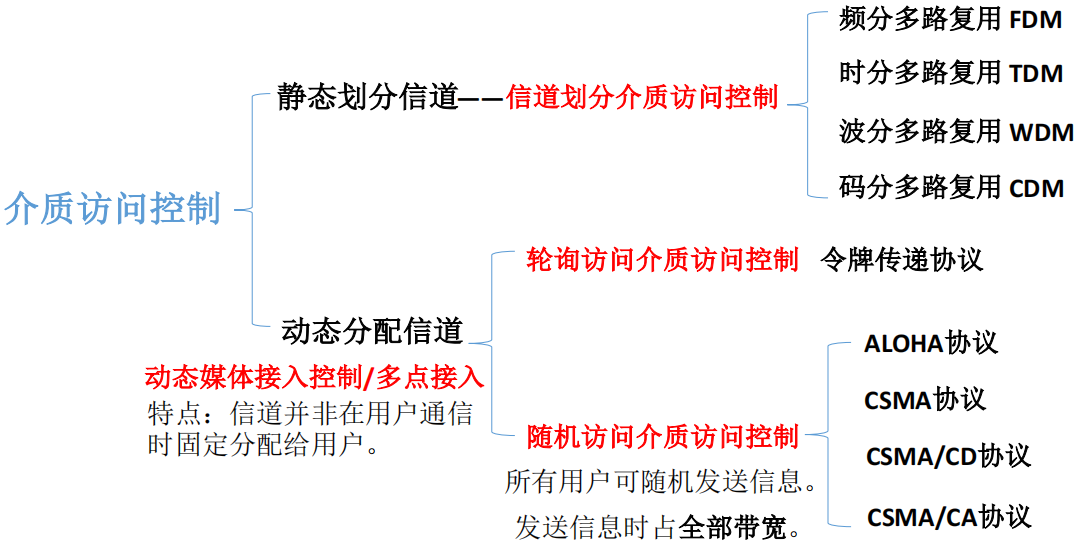 介质访问控制
静态划分信道——信道划分介质访问控制
频分多路复用 FDM
时分多路复用 TDM
波分多路复用 WDM
码分多路复用 CDM
动态分配信道
动态媒体接入控制/多点接入
特点：信道并非在用户通信
时固定分配给用户。
轮询访问介质访问控制 令牌传递协议
随机访问介质访问控制
所有用户可随机发送信息。
发送信息时占全部带宽。
ALOHA协议
CSMA协议
CSMA/CD协议
CSMA/CA协议